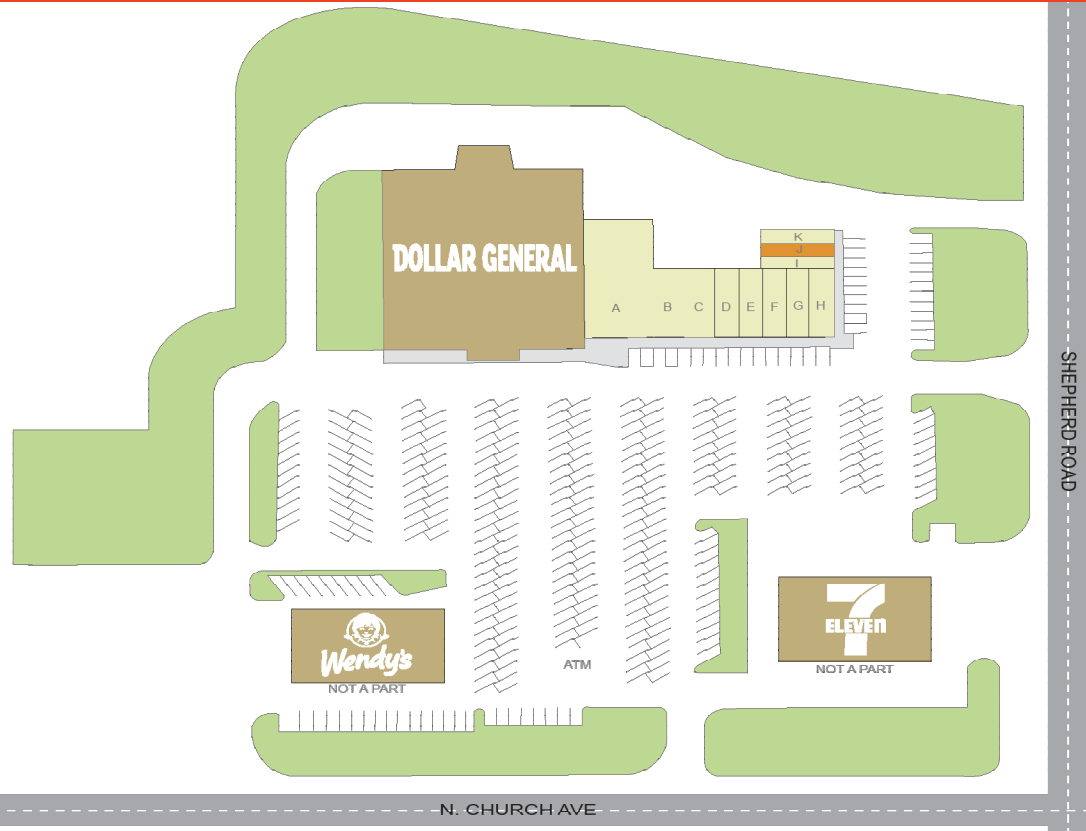 DOLLAR GENERAL
K
J
I
A
B
C
D
E
F
G
H
SHEPHERD ROAD
7
ELEVEn
NOT A PART
Wendy's
NOT A PART
ATM
N. CHURCH AVE